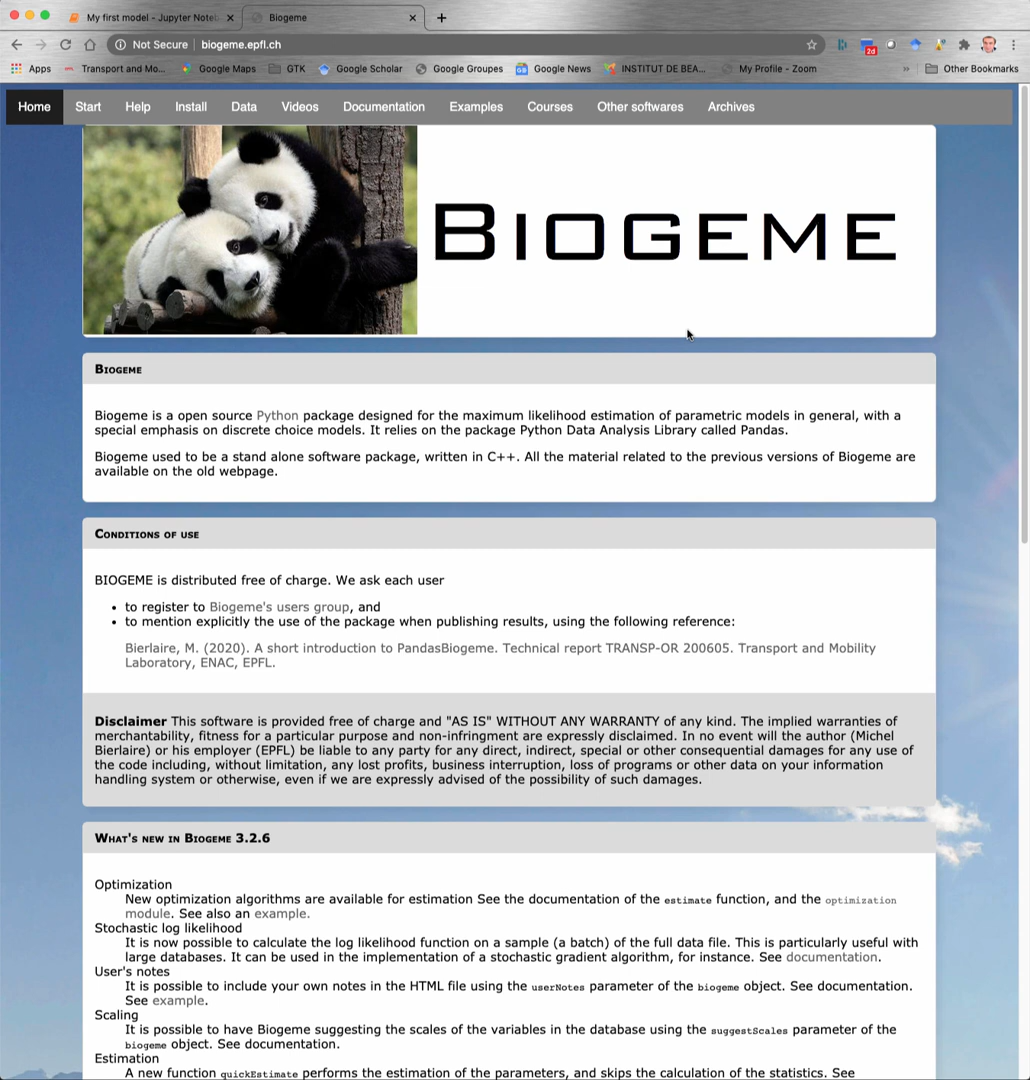 My first model - Jupyter Noteb
Biogeme
Not Secure
biogeme.epfl.ch
2d
Apps
Transport and Mo...
Google Maps
GTK
Google Scholar
Google Groupes
Google News
INSTITUT DE BEA...
My Profile - Zoom
»
Other Bookmarks
Home
Start
Help
Install
Data
Videos
Documentation
Examples
Courses
Other softwares
Archives
BIOGEME
Biogeme
Biogeme is a open source Python package designed for the maximum likelihood estimation of parametric models in general, with a
special emphasis on discrete choice models. It relies on the package Python Data Analysis Library called Pandas.
Biogeme used to be a stand alone software package, written in C++. All the material related to the previous versions of Biogeme are
available on the old webpage.
Conditions of use
BIOGEME is distributed free of charge. We ask each user
• to register to Biogeme's users group, and
• to mention explicitly the use of the package when publishing results, using the following reference:
Bierlaire, M. (2020). A short introduction to PandasBiogeme. Technical report TRANSP-OR 200605. Transport and Mobility
Laboratory, ENAC, EPFL.
Disclaimer This software is provided free of charge and "AS IS" WITHOUT ANY WARRANTY of any kind. The implied warranties of
merchantability, fitness for a particular purpose and non-infringment are expressly disclaimed. In no event will the author (Michel
Bierlaire) or his employer (EPFL) be liable to any party for any direct, indirect, special or other consequential damages for any use of
the code including, without limitation, any lost profits, business interruption, loss of programs or other data on your information
handling system or otherwise, even if we are expressly advised of the possibility of such damages.
What's new in Biogeme 3.2.6
Optimization
New optimization algorithms are available for estimation See the documentation of the estimate function, and the optimization
module. See also an example.
Stochastic log likelihood
It is now possible to calculate the log likelihood function on a sample (a batch) of the full data file. This is particularly useful with
large databases. It can be used in the implementation of a stochastic gradient algorithm, for instance. See documentation.
User's notes
It is possible to include your own notes in the HTML file using the userNotes parameter of the biogeme object. See documentation.
See example.
Scaling
It is possible to have Biogeme suggesting the scales of the variables in the database using the suggestScales parameter of the
biogeme object. See documentation.
Estimation
A new function quickEstimate performs the estimation of the parameters, and skips the calculation of the statistics. See